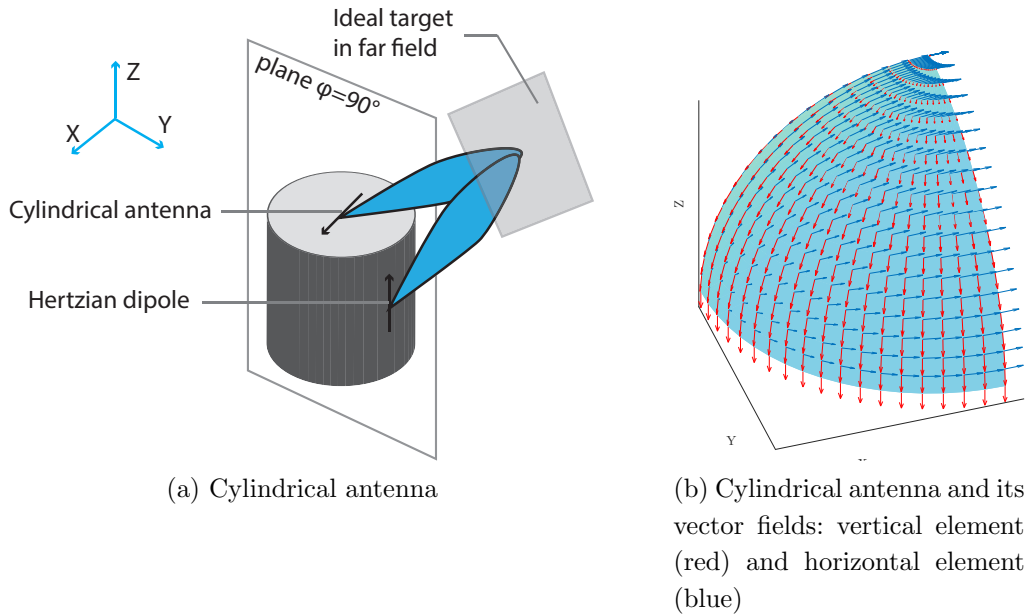 Ideal target
in far field
plane φ=90°
Z
X
Y
Cylindrical antenna
Hertzian dipole
(a) Cylindrical antenna
Z
Y
(b) Cylindrical antenna and its
vector fields: vertical element
(red) and horizontal element
(blue)